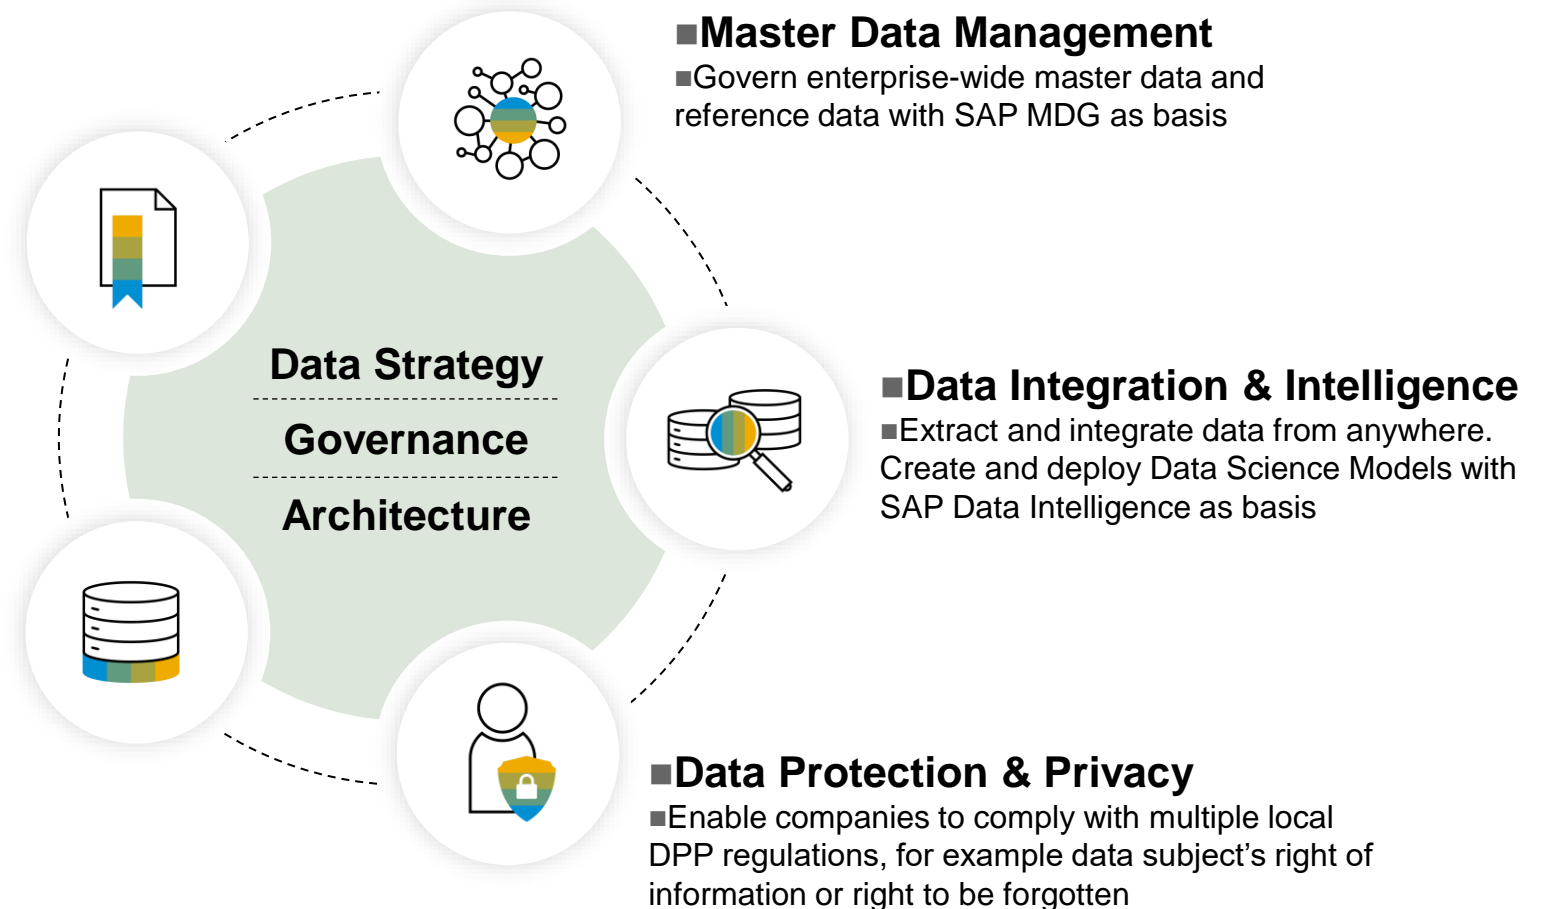 ■Master Data Management
■Govern enterprise-wide master data and
reference data with SAP MDG as basis
Data Strategy
Governance
Architecture
■Data Integration & Intelligence
■Extract and integrate data from anywhere.
Create and deploy Data Science Models with
SAP Data Intelligence as basis
■Data Protection & Privacy
■Enable companies to comply with multiple local
DPP regulations, for example data subject’s right of
information or right to be forgotten